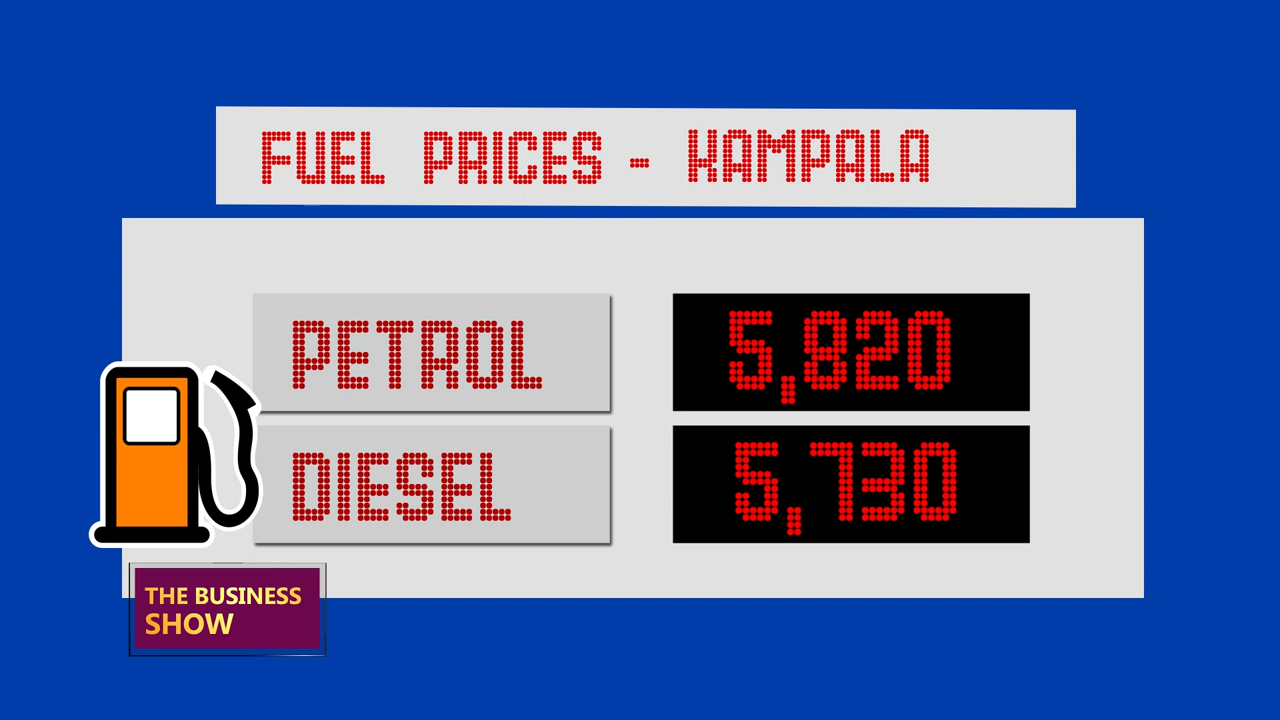 FUEL PRICES - KAMPALA
PETROL 5,820
DIESEL 5,730
THE BUSINESS
SHOW